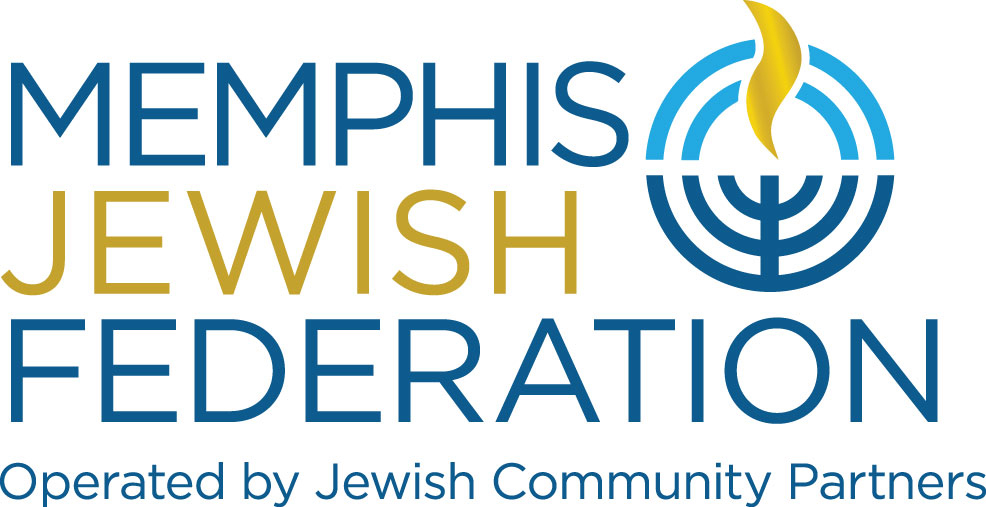 MEMPHIS
JEWISH
FEDERATION
Operated by Jewish Community Partners